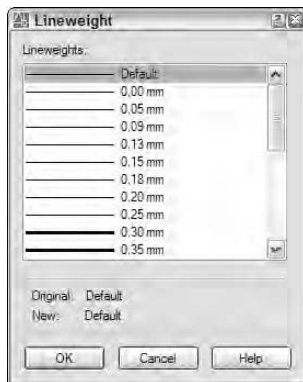 Lineweight
Lineweights:
Default
0.00 mm
0.05 mm
0.09 mm
0.13 mm
0.15 mm
0.18 mm
0.20 mm
0.25 mm
0.30 mm
0.35 mm
Original: Default
New: Default
OK Cancel Help